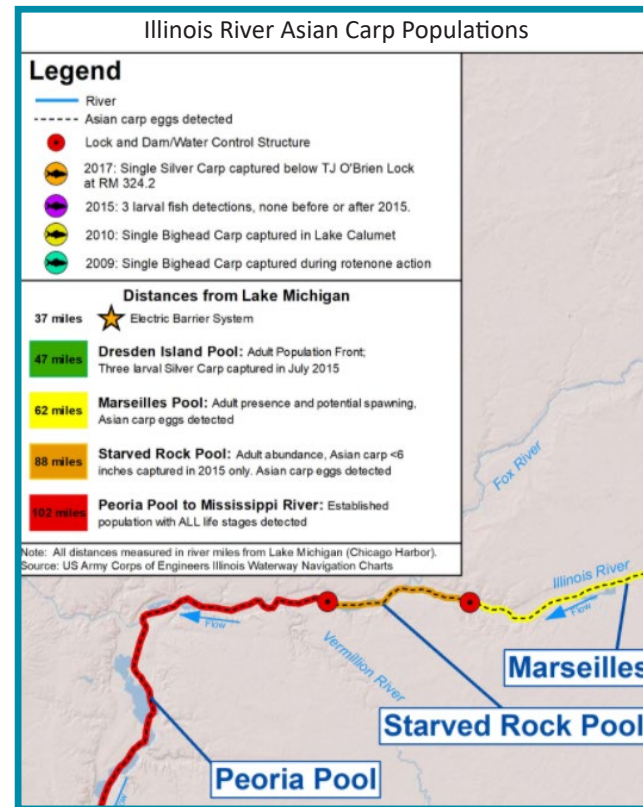 Illinois River Asian Carp Populations
Legend
River
Asian carp eggs detected
Lock and Dam/Water Control Structure
2017: Single Silver Carp captured below TJ O'Brien Lock
at RM 324.2
2015: 3 larval fish detections, none before or after 2015.
2010: Single Bighead Carp captured in Lake Calumet
2009: Single Bighead Carp captured during rotenone action
Distances from Lake Michigan
37 miles Electric Barrier System
47 miles Dresden Island Pool: Adult Population Front;
Three larval Silver Carp captured in July 2015
62 miles Marseilles Pool: Adult presence and potential spawning,
Asian carp eggs detected
88 miles Starved Rock Pool: Adult abundance, Asian carp <6
inches captured in 2015 only. Asian carp eggs detected
102 miles Peoria Pool to Mississippi River: Established
population with ALL life stages detected
Note: All distances measured in river miles from Lake Michigan (Chicago Harbor).
Source: US Army Corps of Engineers Illinois Waterway Navigation Charts
Fox River
Illinois River
Flow
Flow
Vermillion River
Marseilles
Starved Rock Pool
Peoria Pool
Flow